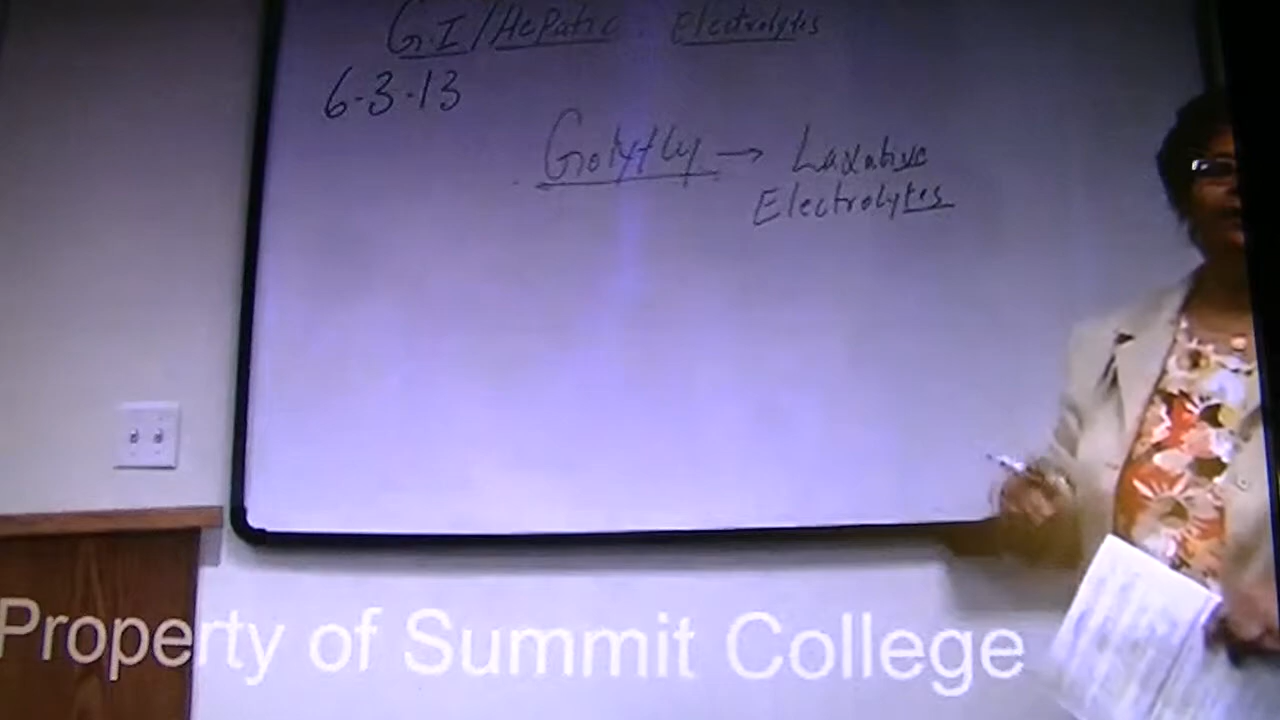 G.I/Hepatic Electrolytes
6-3-13
Golytly → Laxative
Electrolytes
Property of Summit College